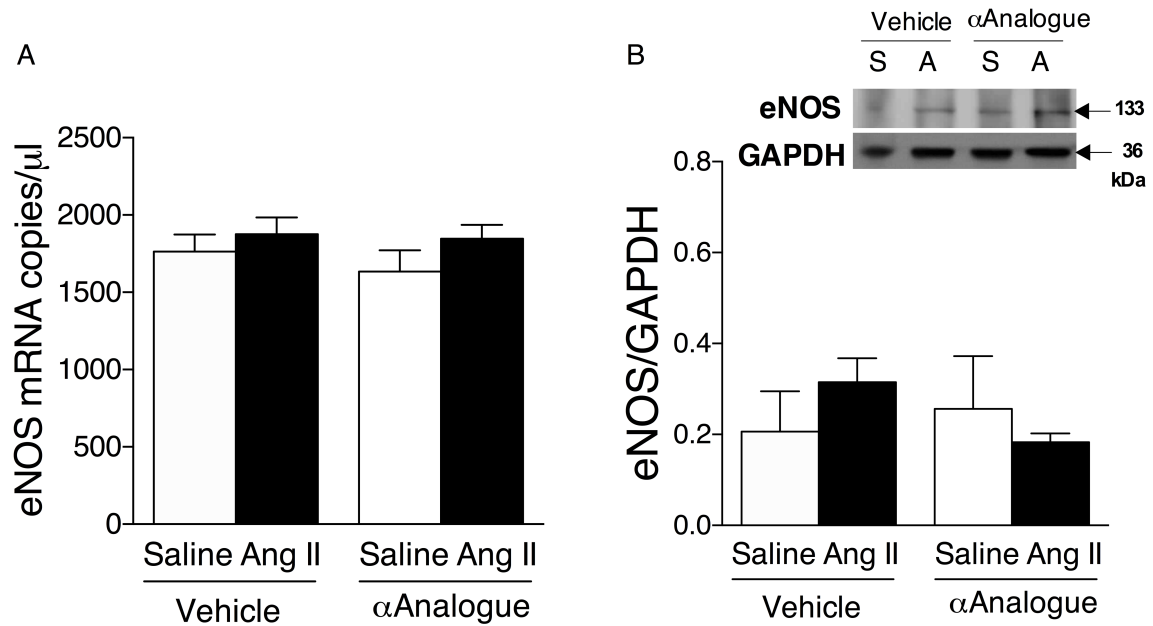 A
2500
2000
1500
1000
500
0
eNOS mRNA copies/µl
Saline Ang II Saline Ang II
Vehicle αAnalogue
B
Vehicle αAnalogue
S A S A
eNOS 133
GAPDH 36
kDa
0.8
0.6
0.4
0.2
0.0
eNOS/GAPDH
Saline Ang II Saline Ang II
Vehicle αAnalogue